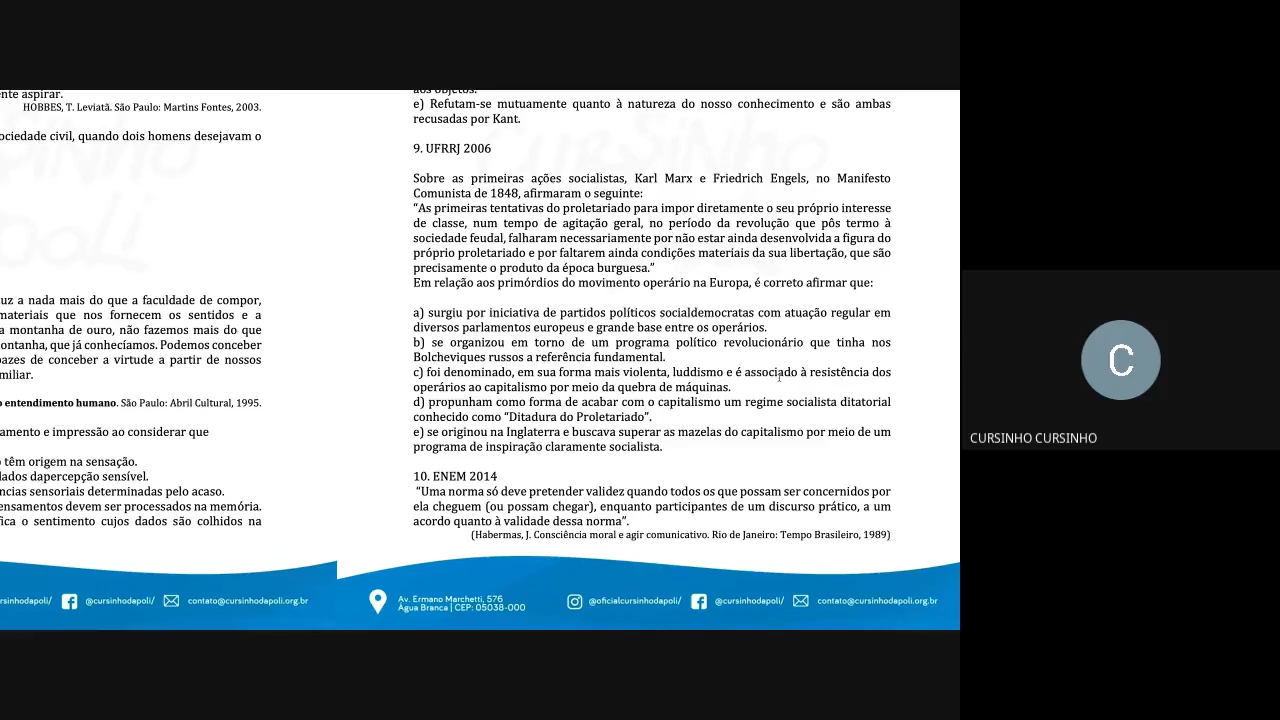 nte aspirar.
HOBBES, T. Leviatã. São Paulo: Martins Fontes, 2003.
ociedade civil, quando dois homens desejavam o
uz a nada mais do que a faculdade de compor,
materiais que nos fornecem os sentidos e a
a montanha de ouro, não fazemos mais do que
ontanha, que já conhecíamos. Podemos conceber
pazes de conceber a virtude a partir de nossos
miliar.
o entendimento humano. São Paulo: Abril Cultural, 1995.
amento e impressão ao considerar que
o têm origem na sensação.
dados dapercepção sensível.
ncias sensoriais determinadas pelo acaso.
ensamentos devem ser processados na memória.
fica o sentimento cujos dados são colhidos na
rsinhodapoli/ @cursinhodapoli/ contato@cursinhodapoli.org.br
aos objetos.
e) Refutam-se mutuamente quanto à natureza do nosso conhecimento e são ambas
recusadas por Kant.
9. UFRRJ 2006
Sobre as primeiras ações socialistas, Karl Marx e Friedrich Engels, no Manifesto
Comunista de 1848, afirmaram o seguinte:
“As primeiras tentativas do proletariado para impor diretamente o seu próprio interesse
de classe, num tempo de agitação geral, no período da revolução que pôs termo à
sociedade feudal, falharam necessariamente por não estar ainda desenvolvida a figura do
próprio proletariado e por faltarem ainda condições materiais da sua libertação, que são
precisamente o produto da época burguesa.”
Em relação aos primórdios do movimento operário na Europa, é correto afirmar que:
a) surgiu por iniciativa de partidos políticos socialdemocratas com atuação regular em
diversos parlamentos europeus e grande base entre os operários.
b) se organizou em torno de um programa político revolucionário que tinha nos
Bolcheviques russos a referência fundamental.
c) foi denominado, em sua forma mais violenta, luddismo e é associado à resistência dos
operários ao capitalismo por meio da quebra de máquinas.
d) propunham como forma de acabar com o capitalismo um regime socialista ditatorial
conhecido como “Ditadura do Proletariado”.
e) se originou na Inglaterra e buscava superar as mazelas do capitalismo por meio de um
programa de inspiração claramente socialista.
10. ENEM 2014
“Uma norma só deve pretender validez quando todos os que possam ser concernidos por
ela cheguem (ou possam chegar), enquanto participantes de um discurso prático, a um
acordo quanto à validade dessa norma”.
(Habermas, J. Consciência moral e agir comunicativo. Rio de Janeiro: Tempo Brasileiro, 1989)
Av. Ermano Marchetti, 576
Água Branca | CEP: 05038-000
@oficialcursinhodapoli/ @cursinhodapoli/ contato@cursinhodapoli.org.br
C
CURSINHO CURSINHO